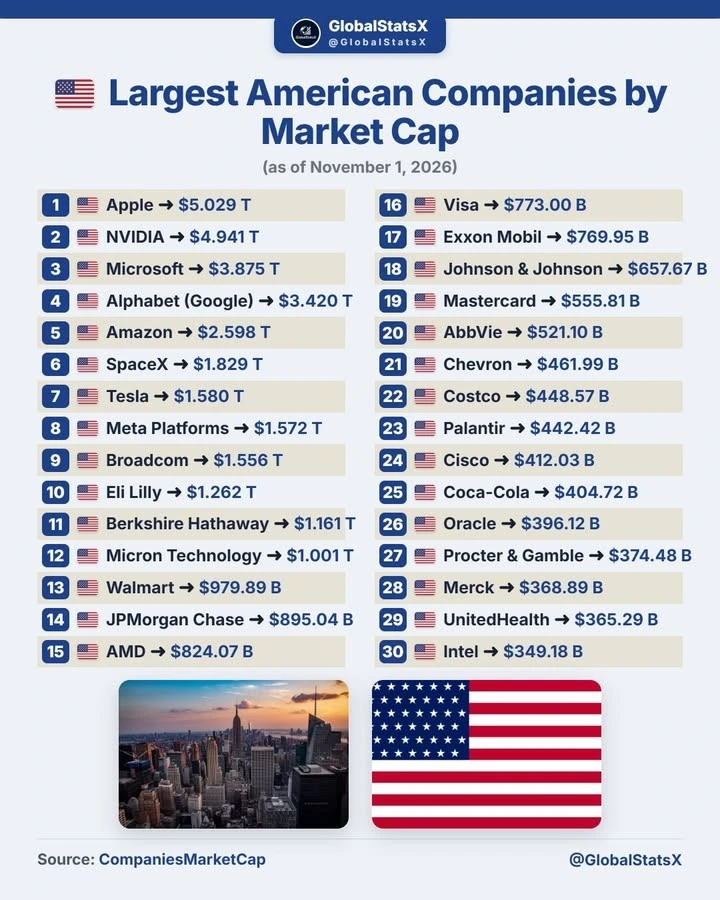 GlobalStatsX
@GlobalStatsX
Largest American Companies by
Market Cap
(as of November 1, 2026)
1 Apple → $5.029 T
2 NVIDIA → $4.941 T
3 Microsoft → $3.875 T
4 Alphabet (Google) → $3.420 T
5 Amazon → $2.598 T
6 SpaceX → $1.829 T
7 Tesla → $1.580 T
8 Meta Platforms → $1.572 T
9 Broadcom → $1.556 T
10 Eli Lilly → $1.262 T
11 Berkshire Hathaway → $1.161 T
12 Micron Technology → $1.001 T
13 Walmart → $979.89 B
14 JPMorgan Chase → $895.04 B
15 AMD → $824.07 B
16 Visa → $773.00 B
17 Exxon Mobil → $769.95 B
18 Johnson & Johnson → $657.67 B
19 Mastercard → $555.81 B
20 AbbVie → $521.10 B
21 Chevron → $461.99 B
22 Costco → $448.57 B
23 Palantir → $442.42 B
24 Cisco → $412.03 B
25 Coca-Cola → $404.72 B
26 Oracle → $396.12 B
27 Procter & Gamble → $374.48 B
28 Merck → $368.89 B
29 UnitedHealth → $365.29 B
30 Intel → $349.18 B
Source: CompaniesMarketCap
@GlobalStatsX